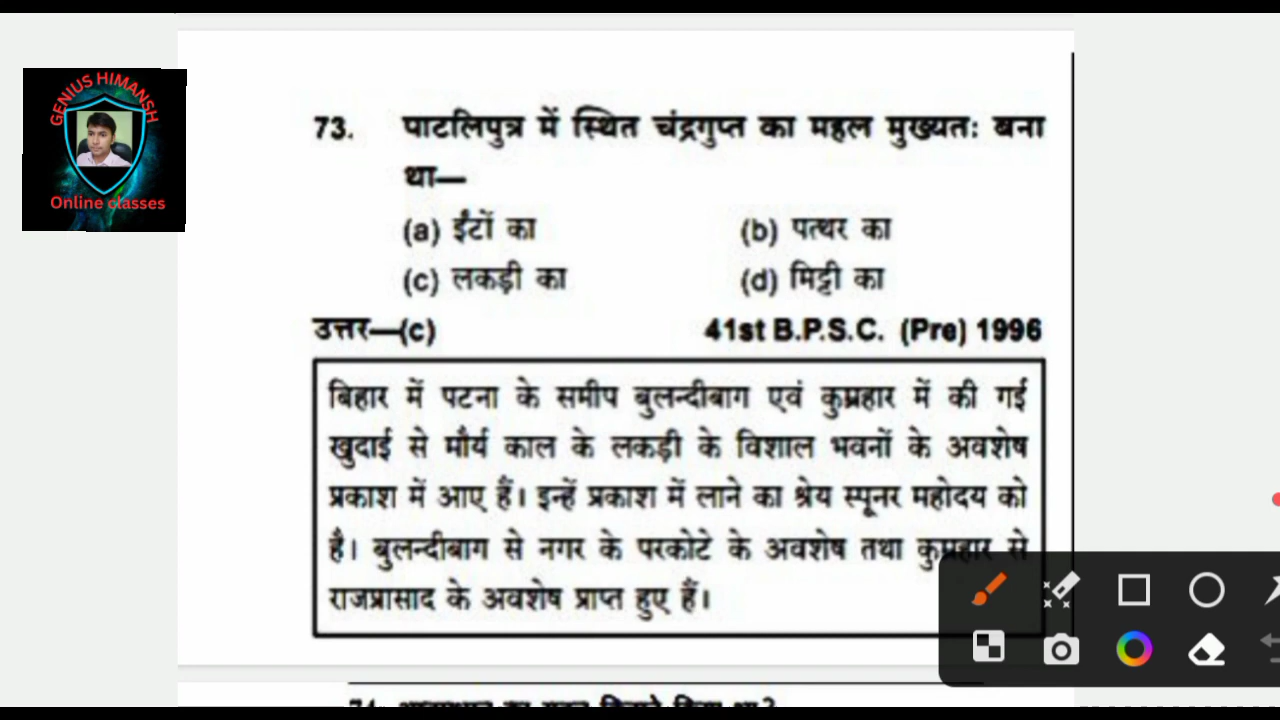 GENIUS HIMANSH
Online classes
73. पाटलिपुत्र में स्थित चंद्रगुप्त का महल मुख्यतः बना
था—
(a) ईंटों का (b) पत्थर का
(c) लकड़ी का (d) मिट्टी का
उत्तर—(c) 41st B.P.S.C. (Pre) 1996
बिहार में पटना के समीप बुलन्दीबाग एवं कुम्रहार में की गई
खुदाई से मौर्य काल के लकड़ी के विशाल भवनों के अवशेष
प्रकाश में आए हैं। इन्हें प्रकाश में लाने का श्रेय स्पूनर महोदय को
है। बुलन्दीबाग से नगर के परकोटे के अवशेष तथा कुम्रहार से
राजप्रासाद के अवशेष प्राप्त हुए हैं।